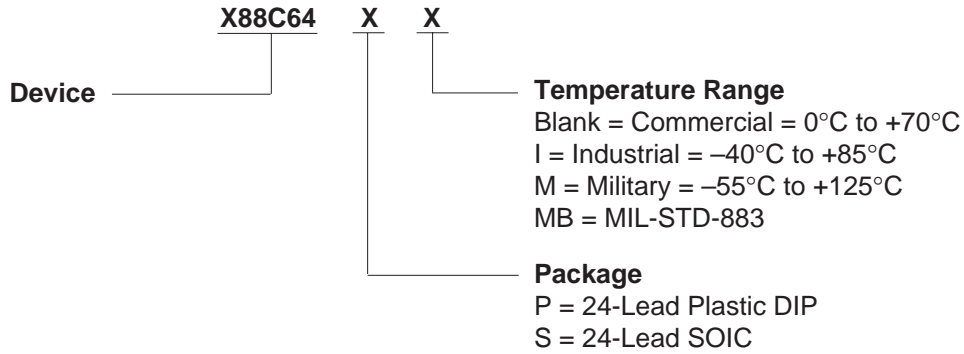 X88C64 X X
Device
Temperature Range
Blank = Commercial = 0°C to +70°C
I = Industrial = –40°C to +85°C
M = Military = –55°C to +125°C
MB = MIL-STD-883
Package
P = 24-Lead Plastic DIP
S = 24-Lead SOIC